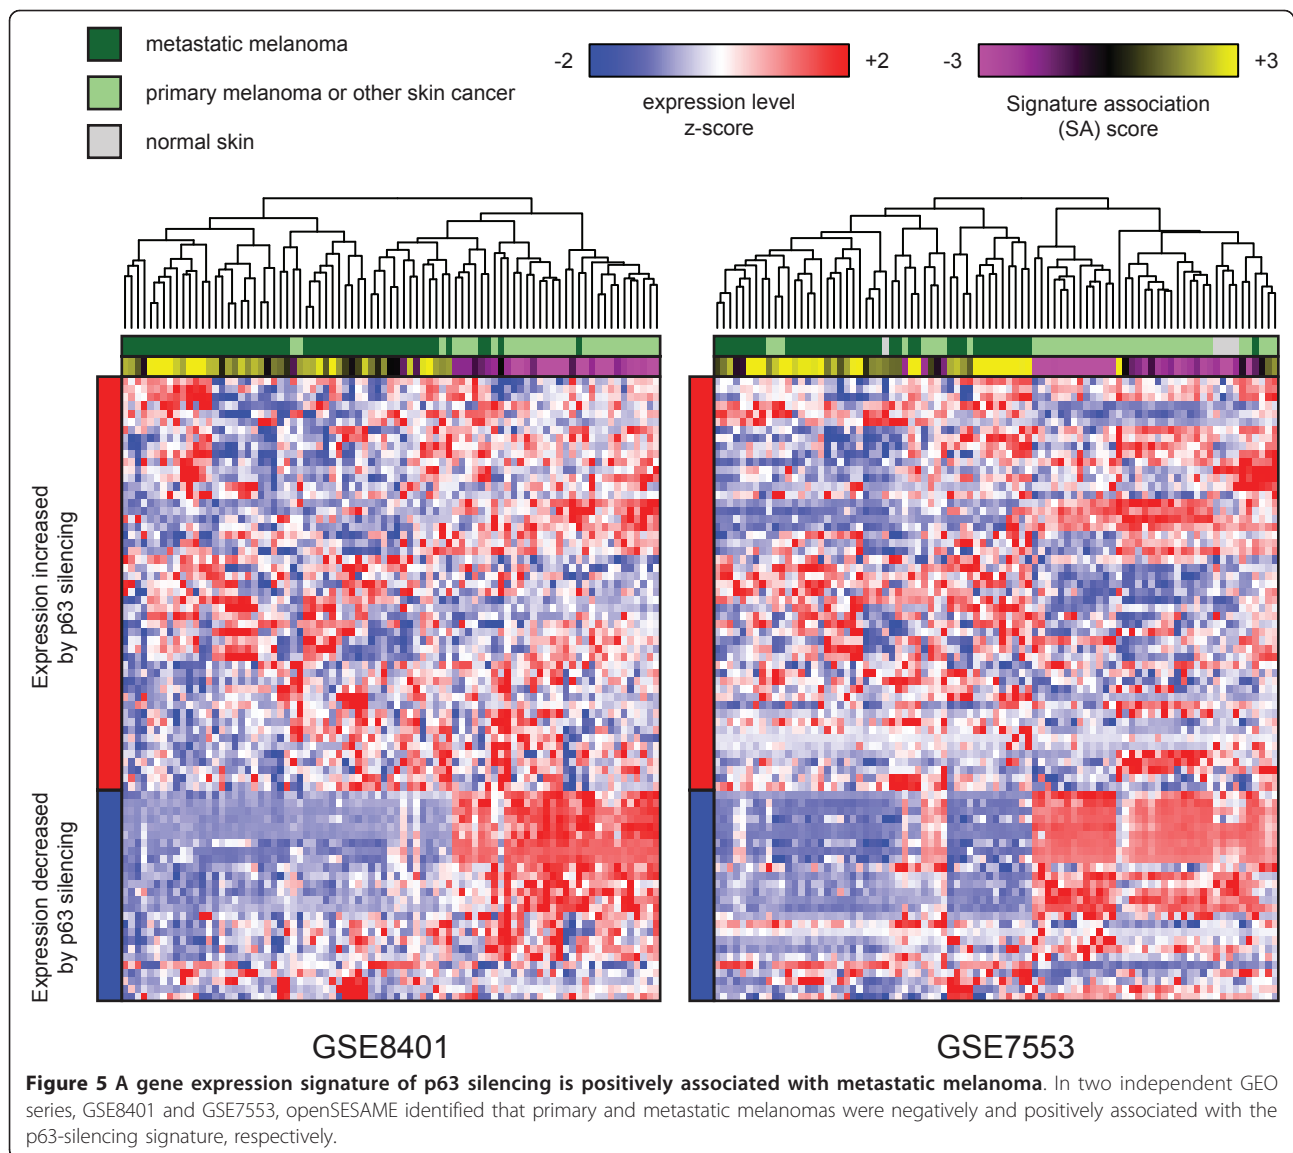 metastatic melanoma
primary melanoma or other skin cancer
normal skin
-2
+2
expression level
z-score
-3
+3
Signature association
(SA) score
Expression increased
by p63 silencing
Expression decreased
by p63 silencing
GSE8401
GSE7553
Figure 5 A gene expression signature of p63 silencing is positively associated with metastatic melanoma. In two independent GEO
series, GSE8401 and GSE7553, openSESAME identified that primary and metastatic melanomas were negatively and positively associated with the
p63-silencing signature, respectively.